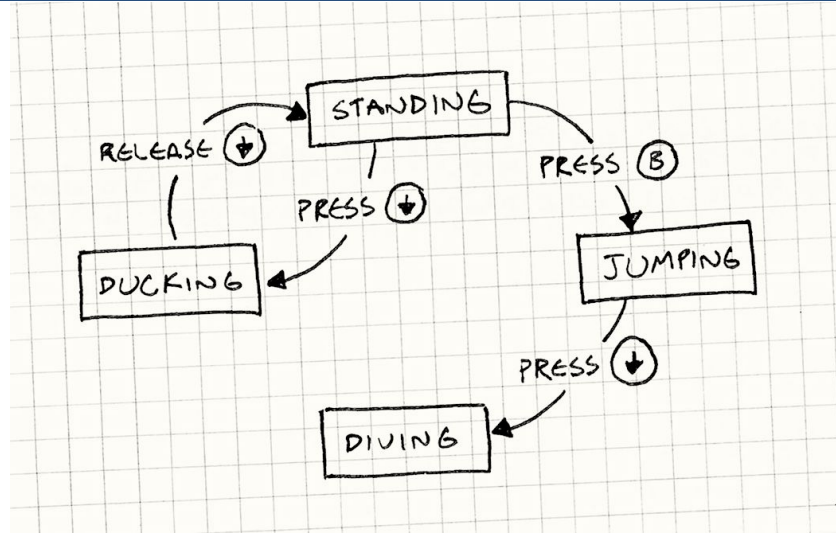 STANDING
RELEASE ↓
PRESS B
PRESS ↓
DUCKING
JUMPING
PRESS ↓
DIVING